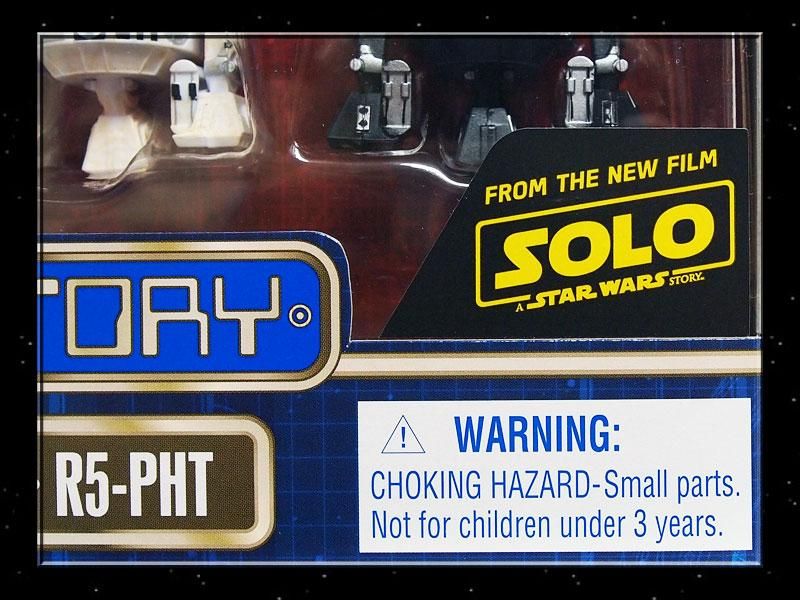 FROM THE NEW FILM
SOLO
A STAR WARS STORY™
TORY
R5-PHT
! WARNING:
CHOKING HAZARD-Small parts.
Not for children under 3 years.